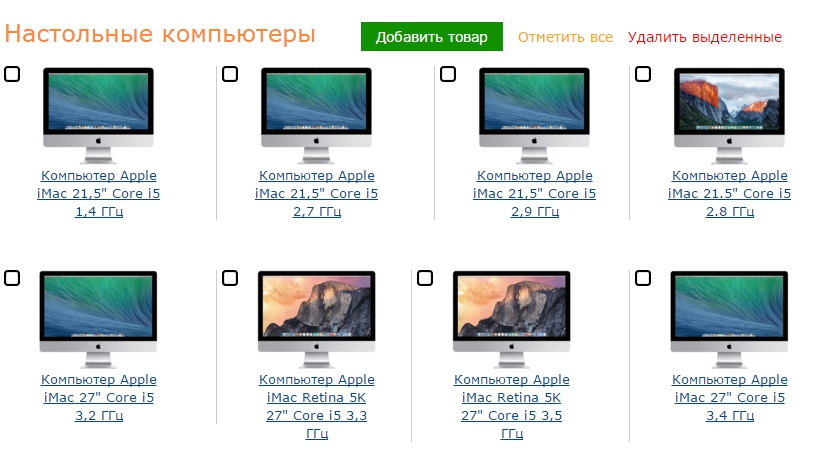 Настольные компьютеры
Добавить товар
Отметить все
Удалить выделенные
Компьютер Apple
iMac 21,5" Core i5
1,4 ГГц
Компьютер Apple
iMac 21,5" Core i5
2,7 ГГц
Компьютер Apple
iMac 21,5" Core i5
2,9 ГГц
Компьютер Apple
iMac 21.5" Core i5
2.8 ГГц
Компьютер Apple
iMac 27" Core i5
3,2 ГГц
Компьютер Apple
iMac Retina 5K
27" Core i5 3,3
ГГц
Компьютер Apple
iMac Retina 5K
27" Core i5 3,5
ГГц
Компьютер Apple
iMac 27" Core i5
3,4 ГГц